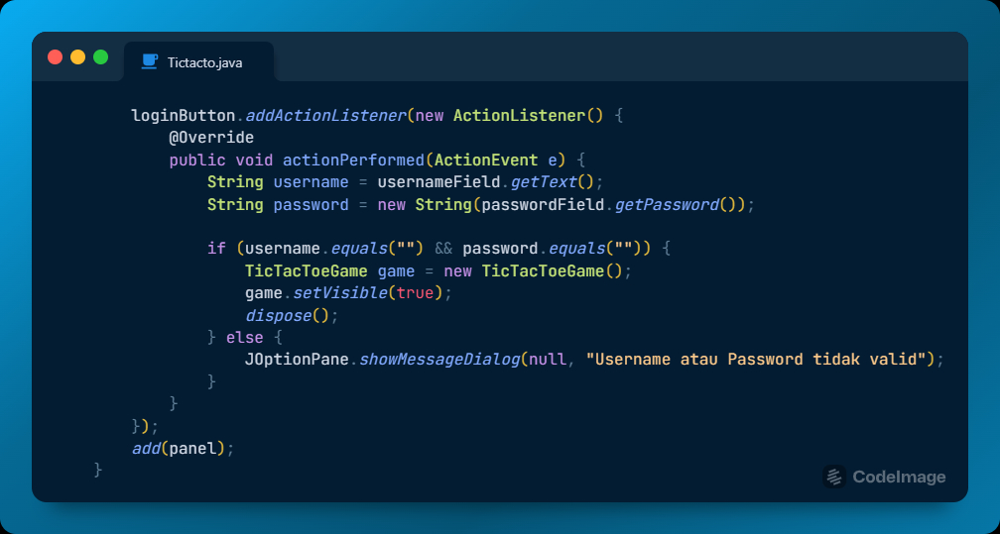 Tictacto.java
loginButton.addActionListener(new ActionListener() {
@Override
public void actionPerformed(ActionEvent e) {
String username = usernameField.getText();
String password = new String(passwordField.getPassword());
if (username.equals("") && password.equals("")) {
TicTacToeGame game = new TicTacToeGame();
game.setVisible(true);
dispose();
} else {
JOptionPane.showMessageDialog(null, "Username atau Password tidak valid");
}
}
});
add(panel);
}
CodeImage